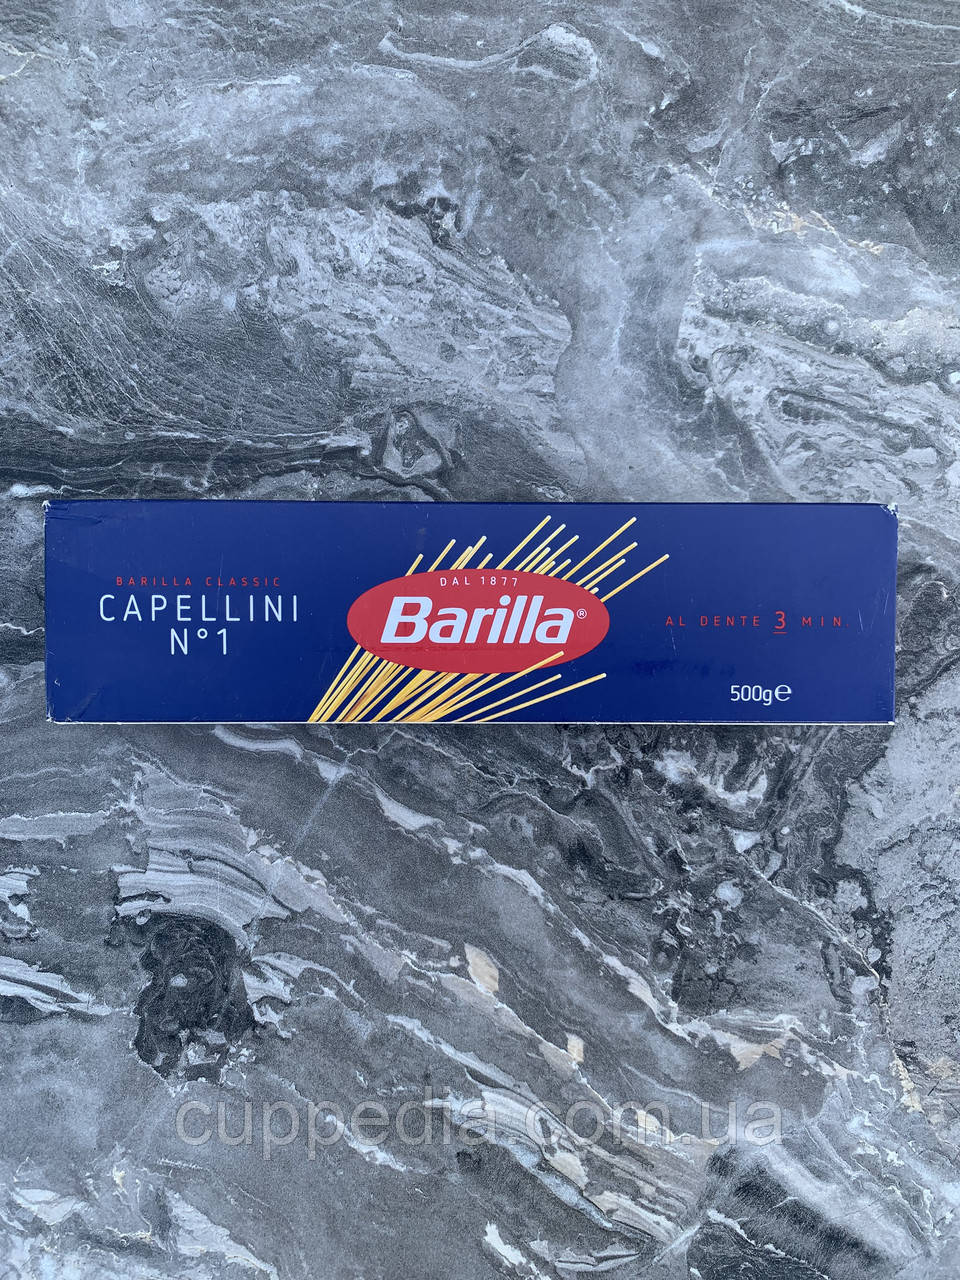 BARILLA CLASSIC
CAPELLINI
N°1
DAL 1877
Barilla®
AL DENTE 3 MIN.
500g℮
cuppedia.com.ua